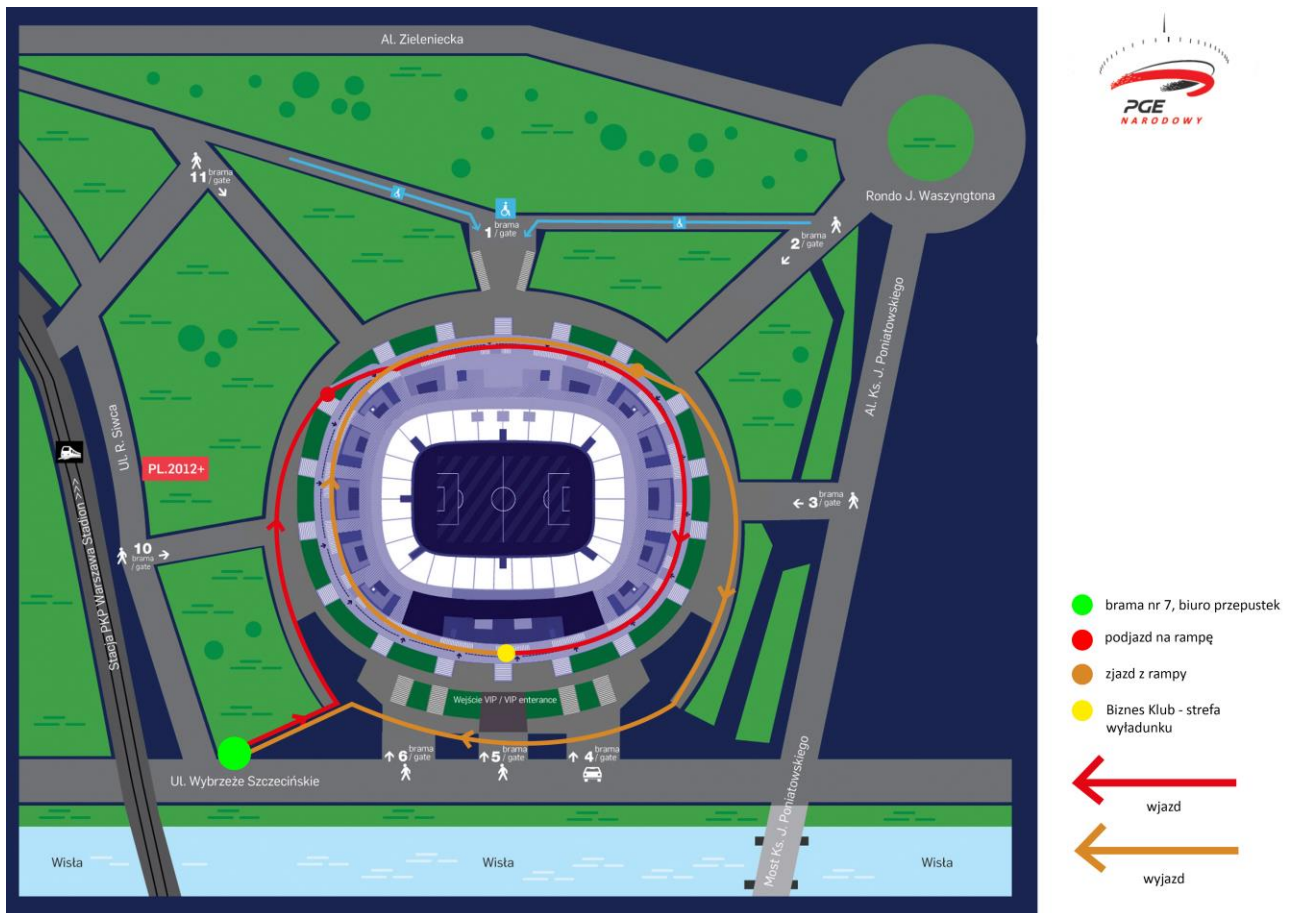 Al. Zieleniecka
PGE
NARODOWY
11 brama / gate
Rondo J. Waszyngtona
1 brama / gate
2 brama / gate
Al. Ks. J. Poniatowskiego
Ul. R. Siwca
PL.2012+
← 3 brama / gate
10 brama / gate →
Stacja PKP Warszawa Stadion >>>
brama nr 7, biuro przepustek
podjazd na rampę
zjazd z rampy
Biznes Klub - strefa
wyładunku
Wejście VIP / VIP enterance
↑ 6 brama / gate
↑ 5 brama / gate
↑ 4 brama / gate
Ul. Wybrzeże Szczecińskie
Most Ks. J. Poniatowskiego
wjazd
Wisła
Wisła
Wisła
wyjazd